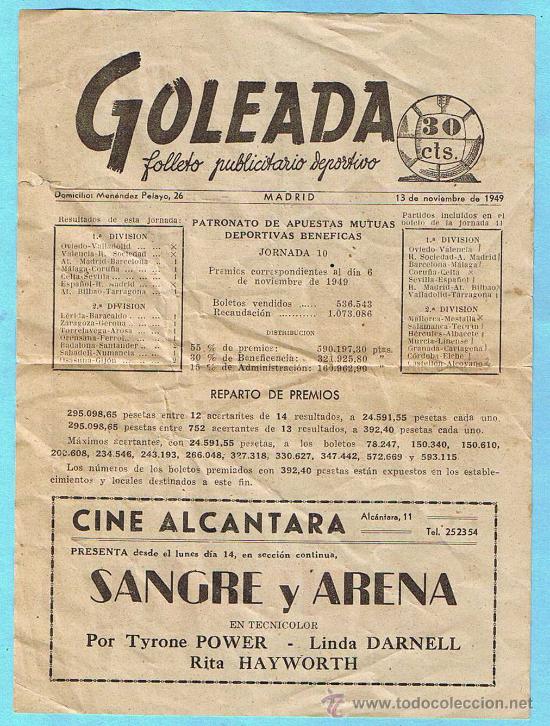 GOLEADA
folleto publicitario deportivo
30
cts.
Domicilio: Menéndez Pelayo, 26
MADRID
13 de noviembre de 1949
Resultados de esta jornada:
1.ª DIVISION
Oviedo-Valladolid ... ... ×
Valencia-R. Sociedad ...
At. Madrid-Barcelona ...
Málaga-Coruña ... ...
Celta-Sevilla ... ...
Español-R. Madrid ...
At. Bilbao-Tarragona ...
2.ª DIVISION
Lérida-Baracaldo ... ...
Zaragoza-Gerona ... ...
Torrelavega-Arosa ...
Orensana-Ferrol ...
Badalona-Santander ...
Sabadell-Numancia ...
Osasuna-Gijón ... ...
PATRONATO DE APUESTAS MUTUAS
DEPORTIVAS BENEFICAS
JORNADA 10
Premios correspondientes al día 6
de noviembre de 1949
Boletos vendidos ... 536.543
Recaudación ... 1.073.086
DISTRIBUCION
55 % de premios: 590.197,30 ptas.
30 % de Beneficencia: 321.925,80 "
15 % de Administración: 160.962,90 "
Partidos incluídos en el
boleto de la jornada 11
1.ª DIVISION
Oviedo-Valencia
R. Sociedad-A. Madrid
Barcelona-Málaga
Coruña-Celta
Sevilla-Español
R. Madrid-At. Bilbao
Valladolid-Tarragona
2.ª DIVISION
Mallorca-Mestalla
Salamanca-Tetuán
Hércules-Albacete
Murcia-Linense
Granada-Cartagena
Córdoba-Elche
Castellón-Alcoyano
REPARTO DE PREMIOS
295.098,65 pesetas entre 12 acertantes de 14 resultados, a 24.591,55 pesetas cada uno.
295.098,65 pesetas entre 752 acertantes de 13 resultados, a 392,40 pesetas cada uno.
Máximos acertantes, con 24.591,55 pesetas, a los boletos 78.247, 150.340, 150.610,
202.608, 234.546, 243.193, 266.048, 327.318, 330.627, 347.442, 572.669 y 593.115.
Los números de los boletos premiados con 392,40 pesetas están expuestos en los estable-
cimientos y locales destinados a este fin.
CINE ALCANTARA
Alcántara, 11
Tel. 252354
PRESENTA desde el lunes día 14, en sección continua,
SANGRE y ARENA
EN TECNICOLOR
Por Tyrone POWER - Linda DARNELL
Rita HAYWORTH
todocoleccion.net